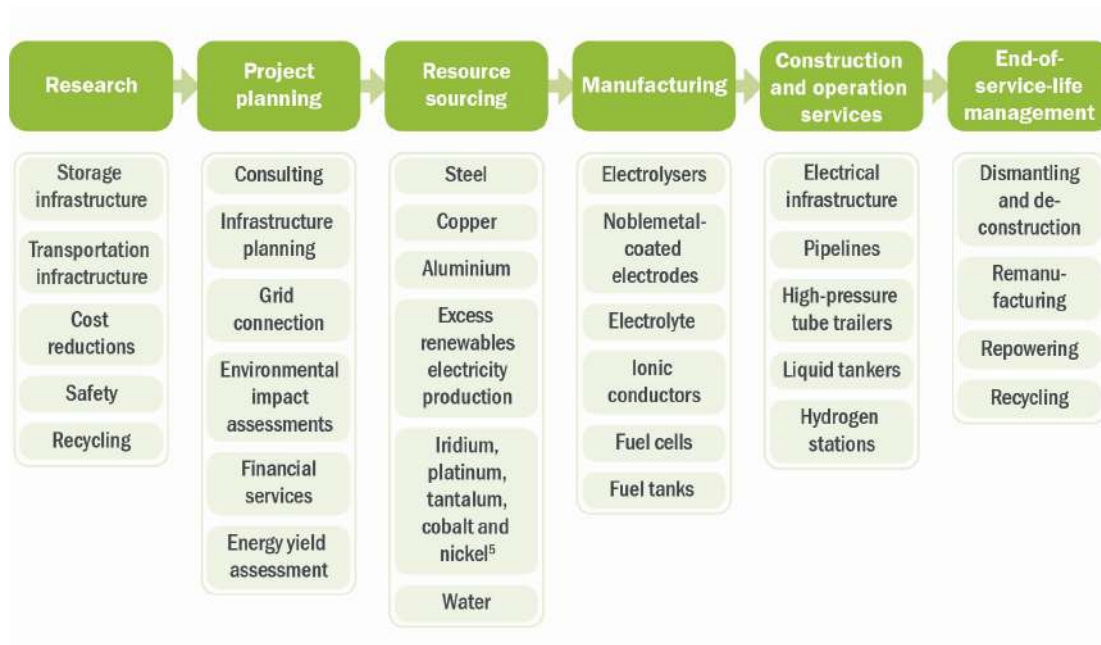 Research
Project
planning
Resource
sourcing
Manufacturing
Construction
and operation
services
End-of-
service-life
management
Storage
infrastructure
Transportation
infractructure
Cost
reductions
Safety
Recycling
Consulting
Infrastructure
planning
Grid
connection
Environmental
impact
assessments
Financial
services
Energy yield
assessment
Steel
Copper
Aluminium
Excess
renewables
electricity
production
Iridium,
platinum,
tantalum,
cobalt and
nickel⁵
Water
Electrolysers
Noblemetal-
coated
electrodes
Electrolyte
Ionic
conductors
Fuel cells
Fuel tanks
Electrical
infrastructure
Pipelines
High-pressure
tube trailers
Liquid tankers
Hydrogen
stations
Dismantling
and de-
construction
Remanu-
facturing
Repowering
Recycling